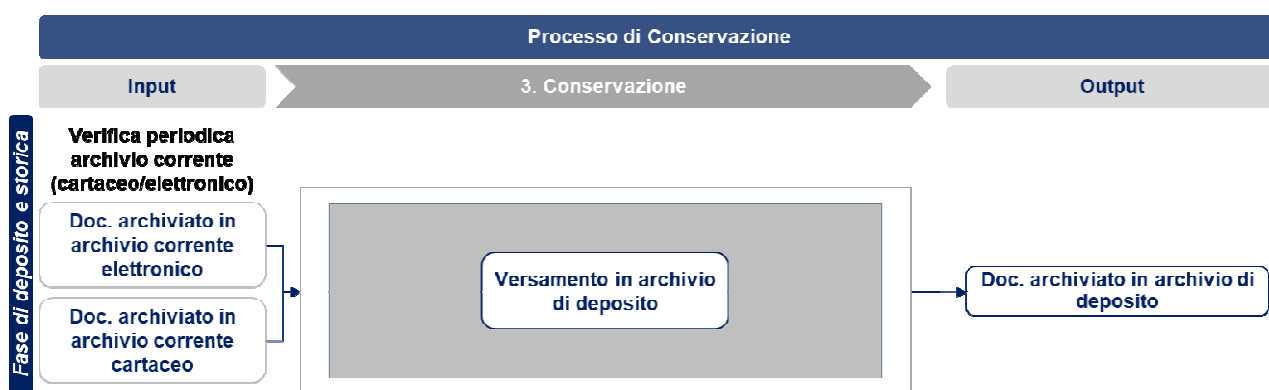 Processo di Conservazione
Input
3. Conservazione
Output
Fase di deposito e storica
Verifica periodica
archivio corrente
(cartaceo/elettronico)
Doc. archiviato in
archivio corrente
elettronico
Doc. archiviato in
archivio corrente
cartaceo
Versamento in archivio
di deposito
Doc. archiviato in archivio di
deposito